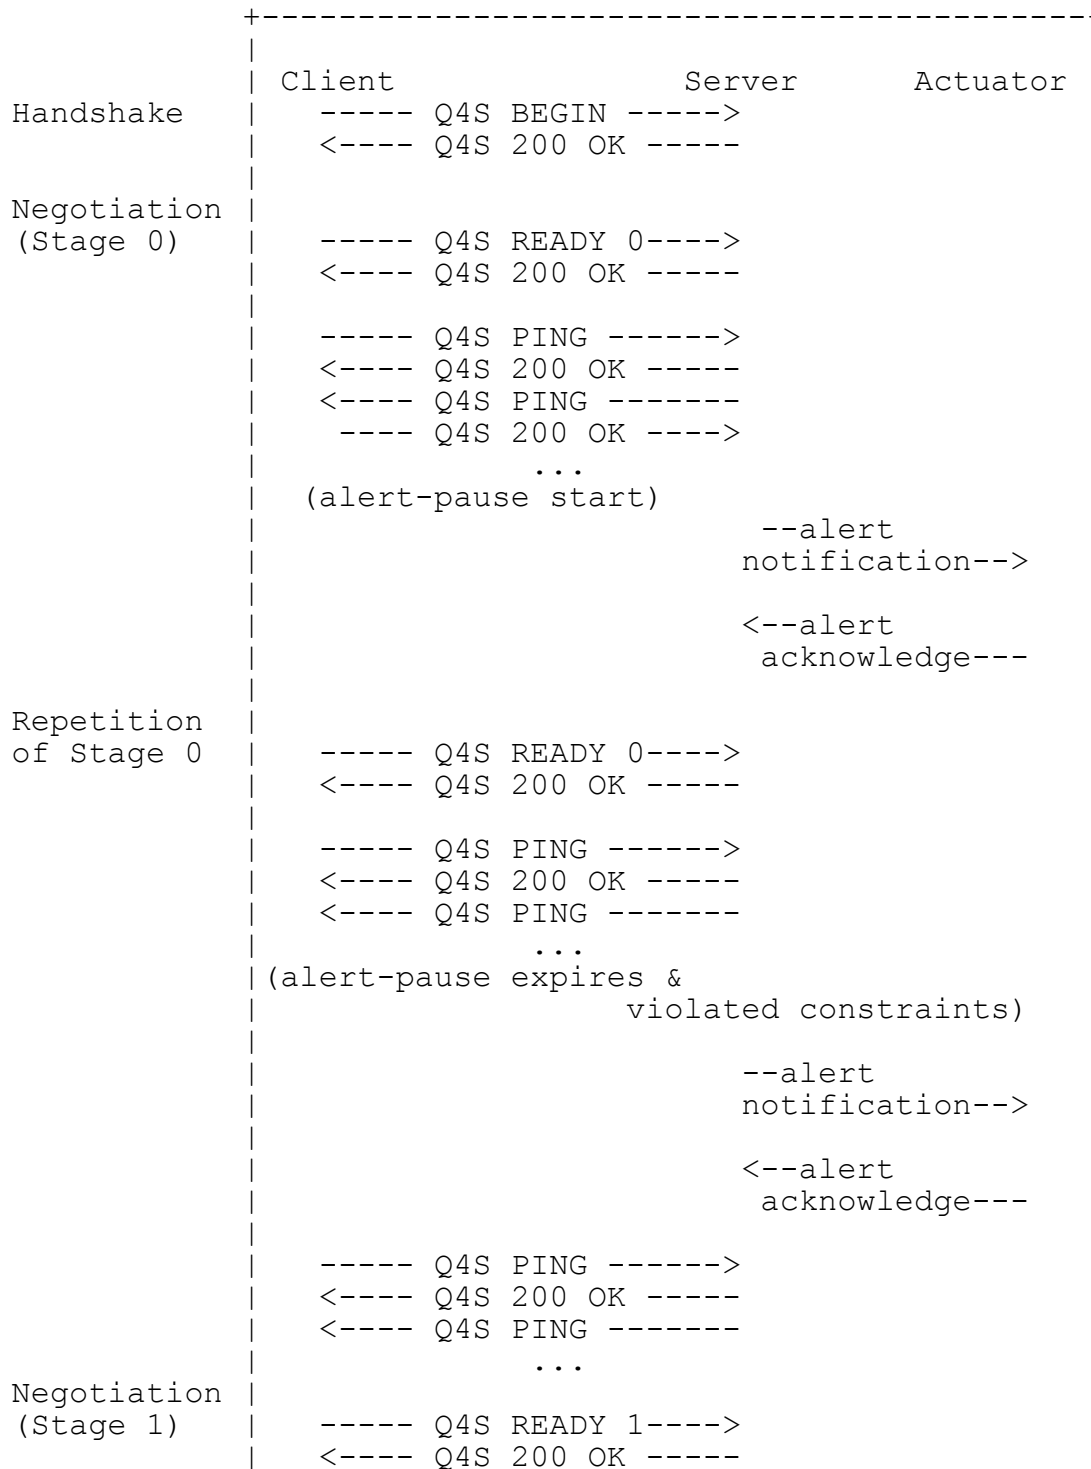 +--------------------------------------------
            |
            | Client               Server      Actuator
Handshake   |   ----- Q4S BEGIN ----->
            |   <---- Q4S 200 OK -----
            |
Negotiation |
(Stage 0)   |   ----- Q4S READY 0---->
            |   <---- Q4S 200 OK -----
            |
            |   ----- Q4S PING ------>
            |   <---- Q4S 200 OK -----
            |   <---- Q4S PING -------
            |    ---- Q4S 200 OK ---->
            |              ...
            |  (alert-pause start)
            |                          --alert
            |                         notification-->
            |
            |                         <--alert
            |                          acknowledge---
            |
Repetition  |
of Stage 0  |   ----- Q4S READY 0---->
            |   <---- Q4S 200 OK -----
            |
            |   ----- Q4S PING ------>
            |   <---- Q4S 200 OK -----
            |   <---- Q4S PING -------
            |              ...
            |(alert-pause expires &
            |                   violated constraints)
            |
            |                         --alert
            |                         notification-->
            |
            |                         <--alert
            |                          acknowledge---
            |
            |   ----- Q4S PING ------>
            |   <---- Q4S 200 OK -----
            |   <---- Q4S PING -------
            |              ...
Negotiation |
(Stage 1)   |   ----- Q4S READY 1---->
            |   <---- Q4S 200 OK -----